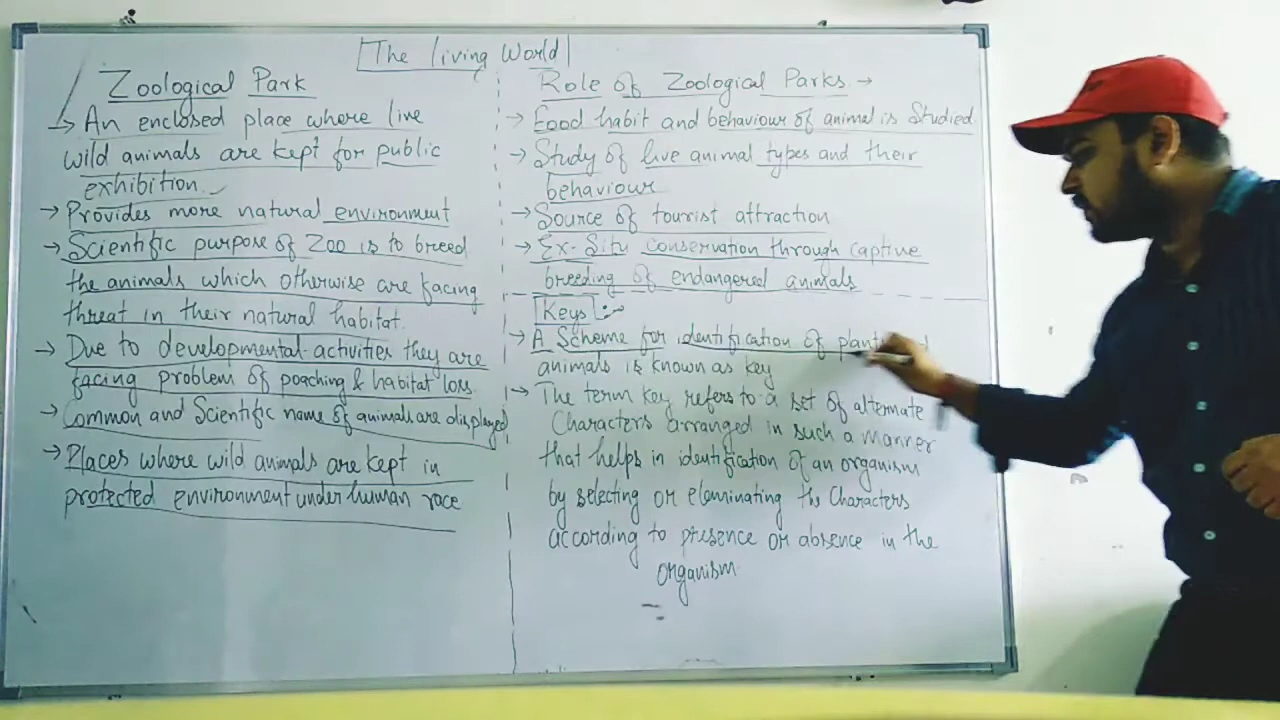 The living World
Zoological Park
→ An enclosed place where live
wild animals are kept for public
exhibition.
→ Provides more natural environment
→ Scientific purpose of Zoo is to breed
the animals which otherwise are facing
threat in their natural habitat.
→ Due to developmental activities they are
facing problem of poaching & habitat loss
→ Common and Scientific name of animals are displayed
→ Places where wild animals are kept in
protected environment under human race
Role of Zoological Parks →
→ Food habit and behaviour of animal is Studied
→ Study of live animal types and their
behaviour
→ Source of tourist attraction
→ Ex-Situ conservation through captive
breeding of endangered animals
Keys :-
→ A Scheme for identification of plant
animals is known as key
→ The term key refers to a set of alternate
Characters arranged in such a manner
that helps in identification of an organism
by selecting or eleminating the Characters
according to presence or absence in the
organism